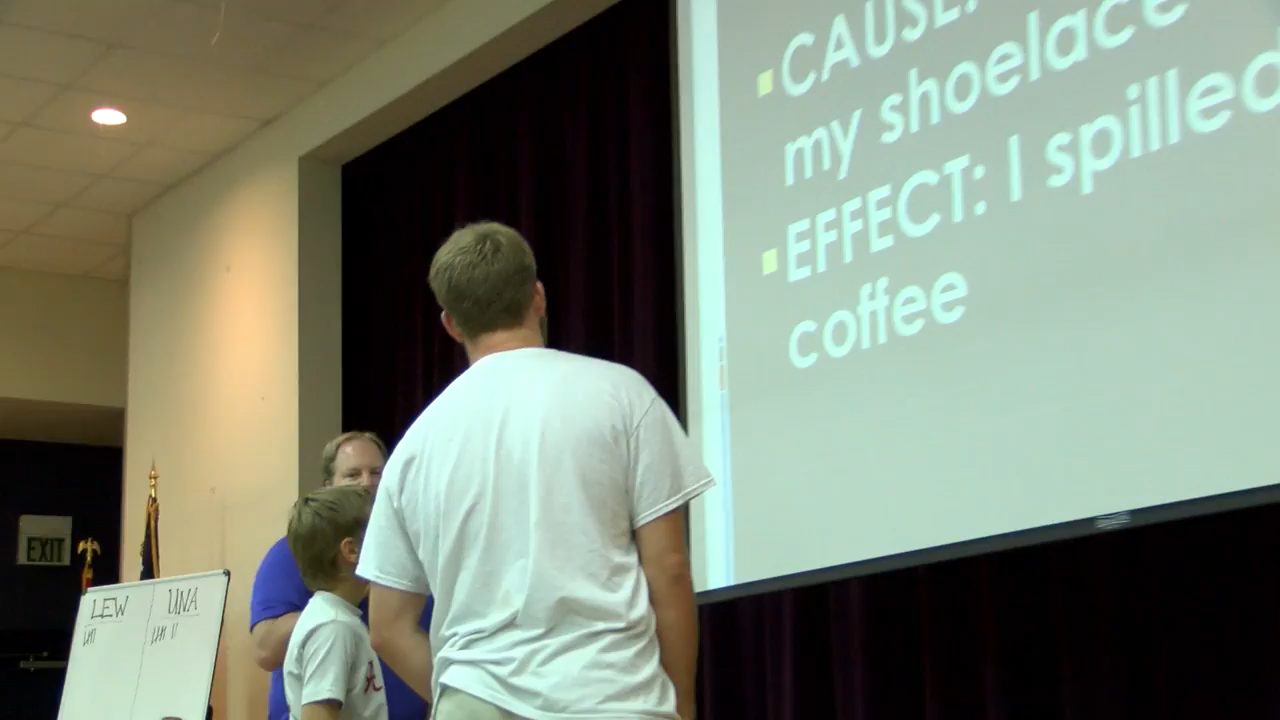 CAUSE:
my shoelace
EFFECT: I spilled
coffee
EXIT
LEW
UNA